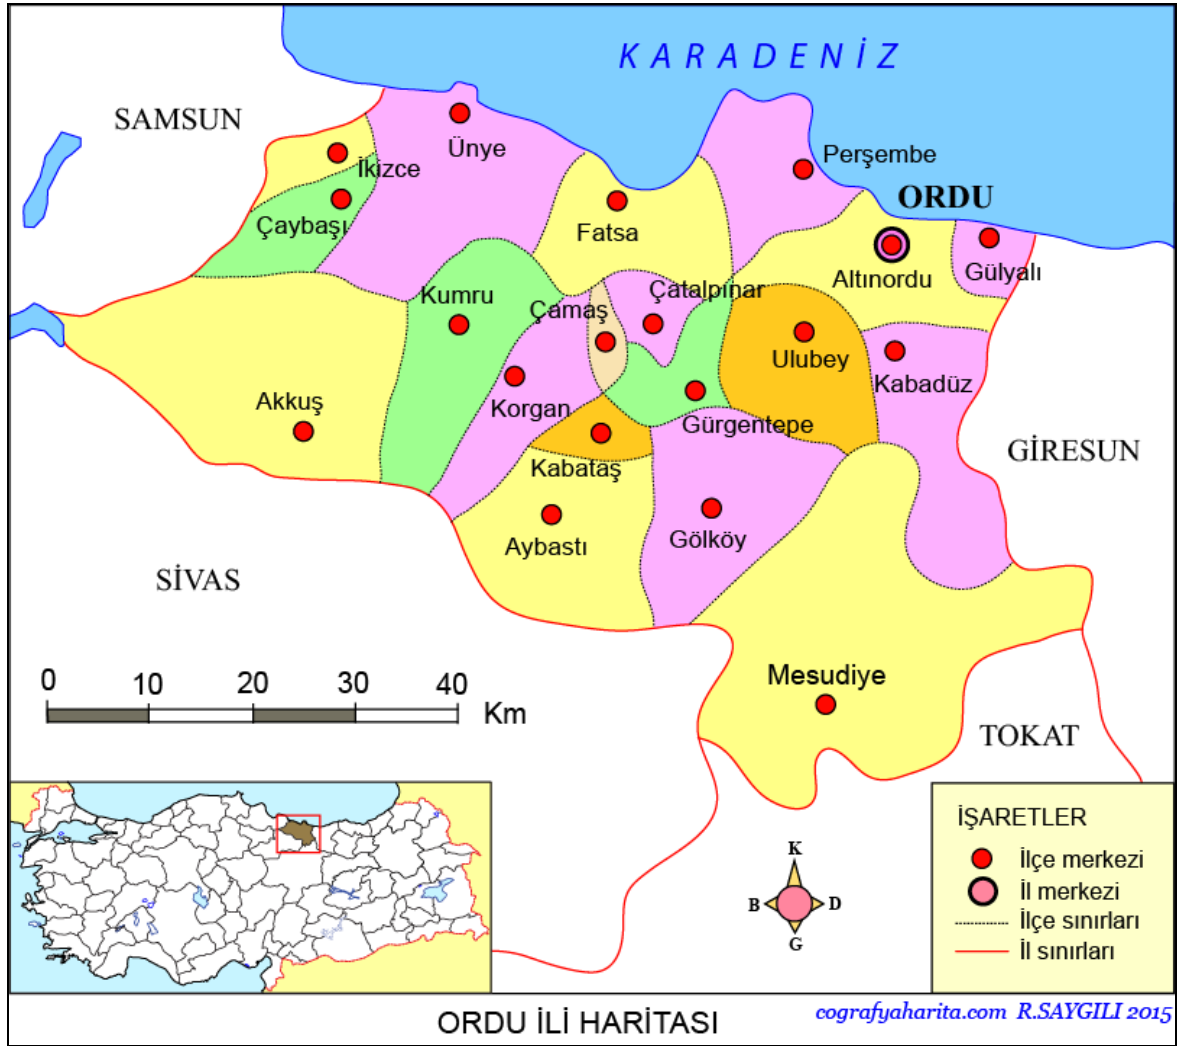 KARADENİZ
SAMSUN
Ünye
Perşembe
İkizce
ORDU
Çaybaşı
Fatsa
Gülyalı
Altınordu
Kumru
Çatalpınar
Çamaş
Ulubey
Kabadüz
Akkuş
Korgan
Gürgentepe
GİRESUN
Kabataş
Gölköy
Aybastı
SİVAS
Mesudiye
0 10 20 30 40 Km
TOKAT
İŞARETLER
İlçe merkezi
İl merkezi
İlçe sınırları
İl sınırları
K
B D
G
ORDU İLİ HARİTASI
cografyaharita.com R.SAYGILI 2015